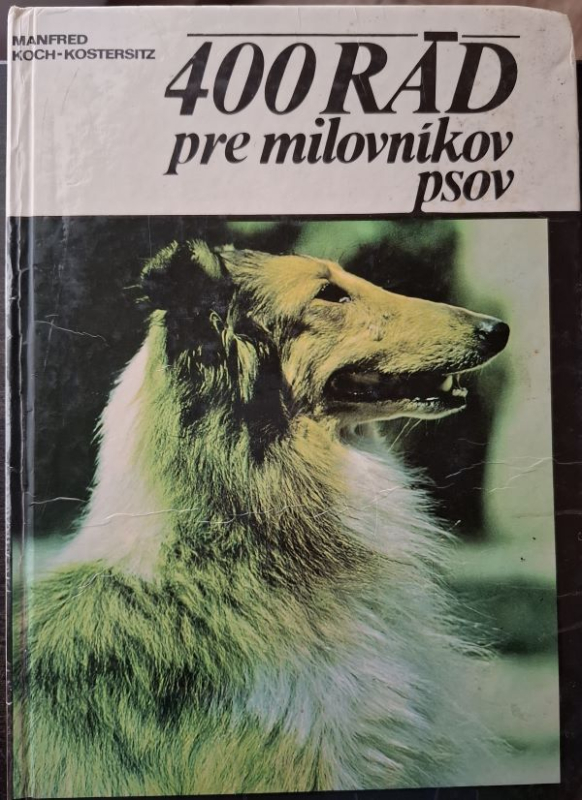 MANFRED
KOCH-KOSTERSITZ
400 RÁD
pre milovníkov
psov